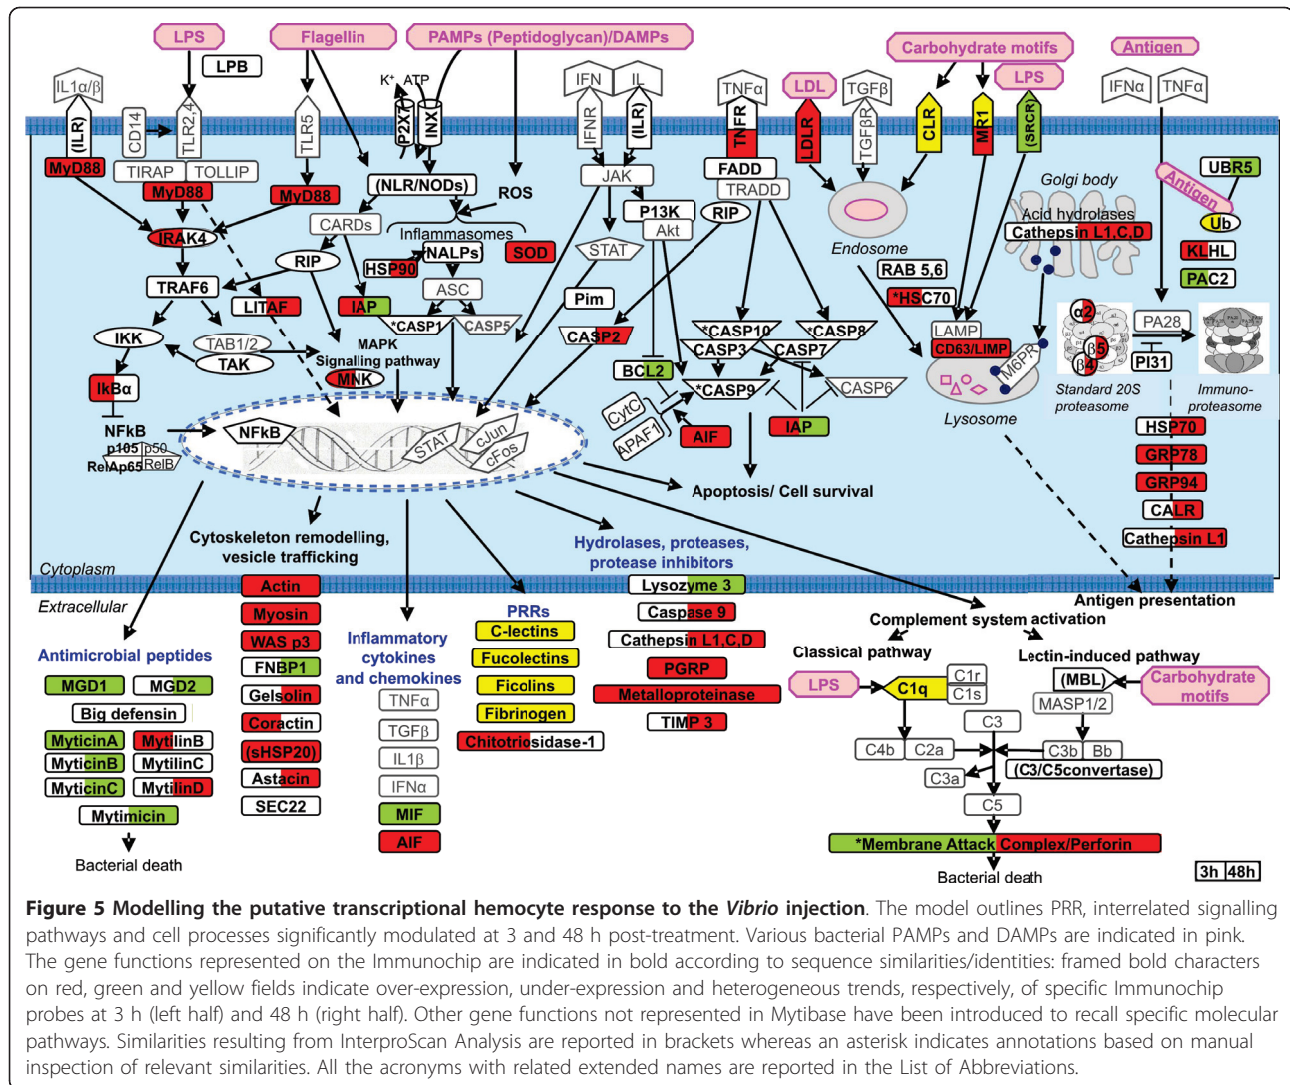 LPS
Flagellin
PAMPs (Peptidoglycan)/DAMPs
Carbohydrate motifs
Antigen
LPB
IL1α/β
K⁺ ATP
IFN
IL
TNFα
LDL
TGFβ
LPS
IFNα
TNFα
(ILR)
CD14
TLR2,4
TLR5
P2X7
INX
IFNR
(ILR)
TNFR
LDLR
TGFβR
CLR
MR1
(SRCR)
MyD88
TIRAP
TOLLIP
MyD88
MyD88
(NLR/NODs)
ROS
JAK
FADD
TRADD
UBR5
Antigen
Ub
Golgi body
Acid hydrolases
Cathepsin L1,C,D
IRAK4
CARDs
Inflammasomes
P13K
Akt
RIP
Endosome
KLHL
PAC2
RIP
HSP90
NALPs
SOD
STAT
RAB 5,6
*HSC70
TRAF6
LITAF
IAP
ASC
Pim
LAMP
CD63/LIMP
α2
β5
β4
PA28
PI31
IKK
TAB1/2
TAK
*CASP1
CASP5
CASP2
*CASP10
*CASP8
CASP3
CASP7
M6PR
MAPK
Signalling pathway
MNK
IkBα
BCL2
*CASP9
CASP6
Lysosome
Standard 20S
proteasome
Immuno-
proteasome
NFkB
p105
p50
RelAp65
RelB
NFkB
STAT
cJun
cFos
CytC
APAF1
AIF
IAP
HSP70
GRP78
GRP94
CALR
Cathepsin L1
Apoptosis/ Cell survival
Cytoskeleton remodelling,
vesicle trafficking
Hydrolases, proteases,
protease inhibitors
Cytoplasm
Extracellular
Antigen presentation
Complement system activation
Antimicrobial peptides
MGD1
MGD2
Big defensin
MyticinA
MytilinB
MyticinB
MytilinC
MyticinC
MytilinD
Mytimicin
Bacterial death
Actin
Myosin
WAS p3
FNBP1
Gelsolin
Coractin
(sHSP20)
Astacin
SEC22
Inflammatory
cytokines
and chemokines
TNFα
TGFβ
IL1β
IFNα
MIF
AIF
PRRs
C-lectins
Fucolectins
Ficolins
Fibrinogen
Chitotriosidase-1
Lysozyme 3
Caspase 9
Cathepsin L1,C,D
PGRP
Metalloproteinase
TIMP 3
Classical pathway
Lectin-induced pathway
LPS
C1q
C1r
C1s
(MBL)
Carbohydrate
motifs
MASP1/2
C3
C4b
C2a
C3b
Bb
C3a
(C3/C5convertase)
C5
*Membrane Attack Complex/Perforin
Bacterial death
3h
48h
Figure 5 Modelling the putative transcriptional hemocyte response to the Vibrio injection. The model outlines PRR, interrelated signalling
pathways and cell processes significantly modulated at 3 and 48 h post-treatment. Various bacterial PAMPs and DAMPs are indicated in pink.
The gene functions represented on the Immunochip are indicated in bold according to sequence similarities/identities: framed bold characters
on red, green and yellow fields indicate over-expression, under-expression and heterogeneous trends, respectively, of specific Immunochip
probes at 3 h (left half) and 48 h (right half). Other gene functions not represented in Mytibase have been introduced to recall specific molecular
pathways. Similarities resulting from InterproScan Analysis are reported in brackets whereas an asterisk indicates annotations based on manual
inspection of relevant similarities. All the acronyms with related extended names are reported in the List of Abbreviations.